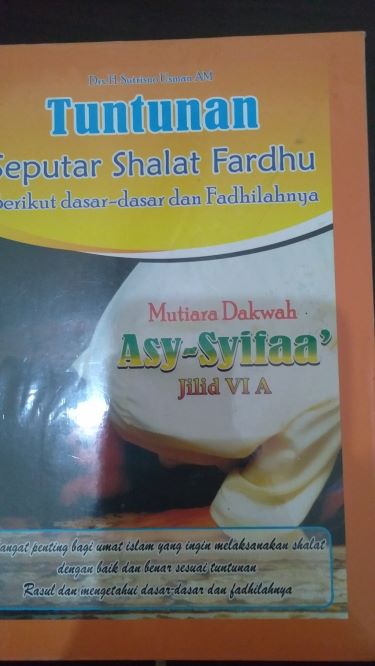 Drs.H. Sutrisno Usman AM
Tuntunan
Seputar Shalat Fardhu
berikut dasar-dasar dan Fadhilahnya
Mutiara Dakwah
Asy-Syifaa'
Jilid VI A
Sangat penting bagi umat islam yang ingin melaksanakan shalat
dengan baik dan benar sesuai tuntunan
Rasul dan mengetahui dasar-dasar dan fadhilahnya